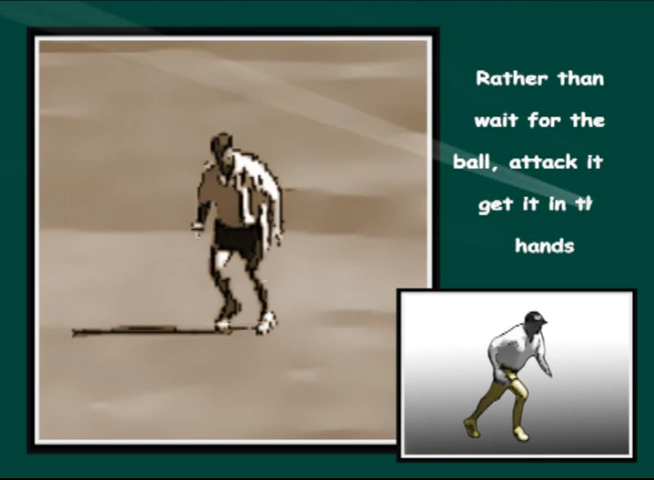 Rather than
wait for the
ball, attack it
get it in
hands